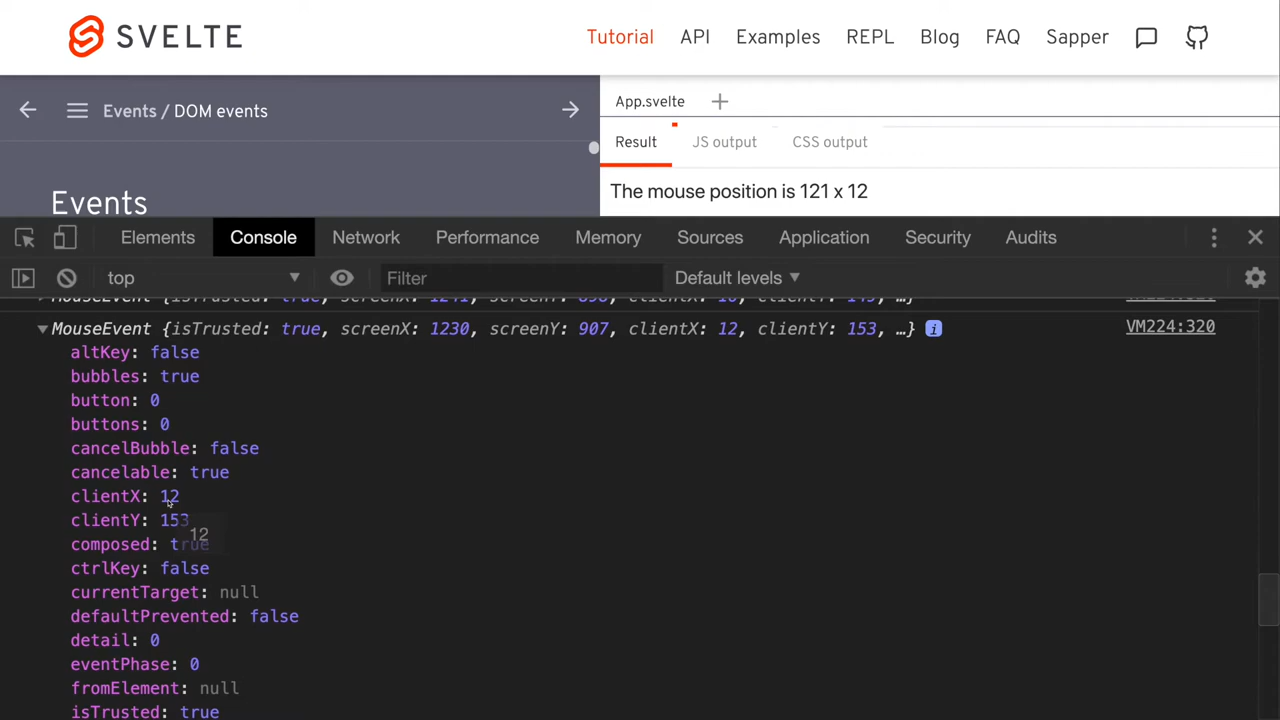 SVELTE
Tutorial API Examples REPL Blog FAQ Sapper
Events / DOM events
App.svelte
Result JS output CSS output
Events
The mouse position is 121 x 12
Elements Console Network Performance Memory Sources Application Security Audits
top Filter Default levels
MouseEvent {isTrusted: true, screenX: 1230, screenY: 907, clientX: 12, clientY: 153, …} i VM224:320
altKey: false
bubbles: true
button: 0
buttons: 0
cancelBubble: false
cancelable: true
clientX: 12
clientY: 153
12
composed: true
ctrlKey: false
currentTarget: null
defaultPrevented: false
detail: 0
eventPhase: 0
fromElement: null
isTrusted: true